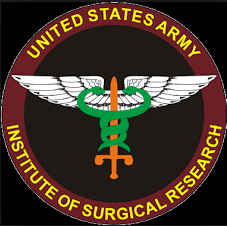 UNITED STATES ARMY
INSTITUTE OF SURGICAL RESEARCH